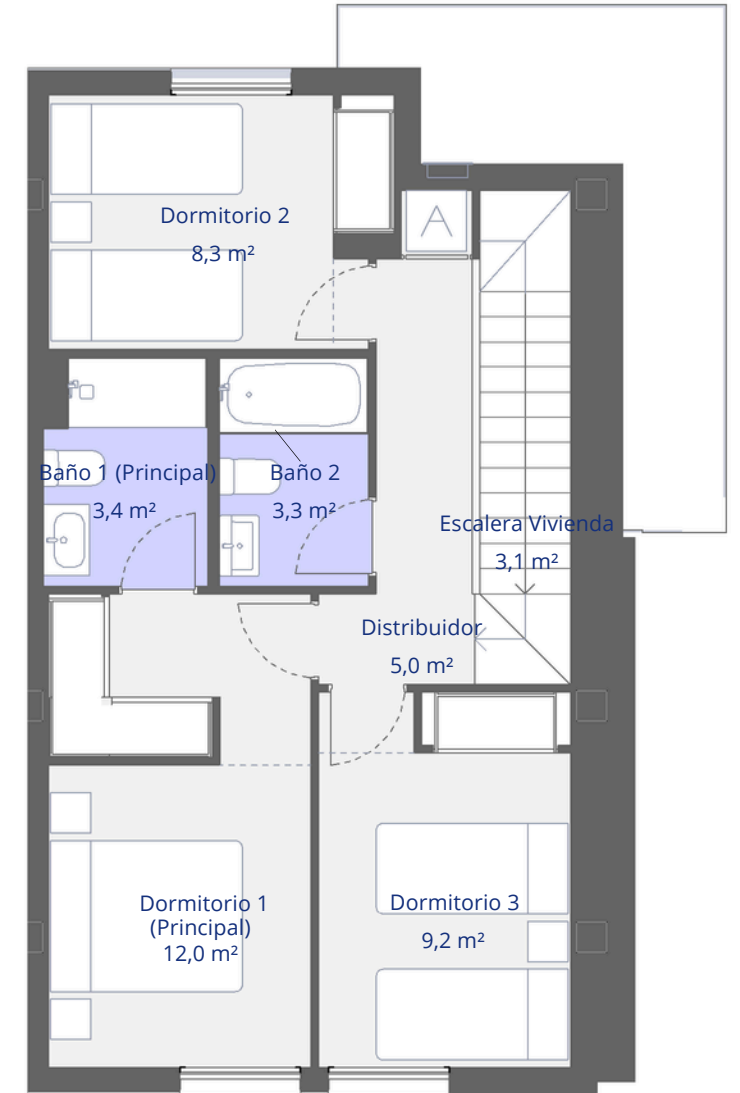 Dormitorio 2
8,3 m²
A
Baño 1 (Principal)
3,4 m²
Baño 2
3,3 m²
Escalera Vivienda
3,1 m²
Distribuidor
5,0 m²
Dormitorio 1
(Principal)
12,0 m²
Dormitorio 3
9,2 m²